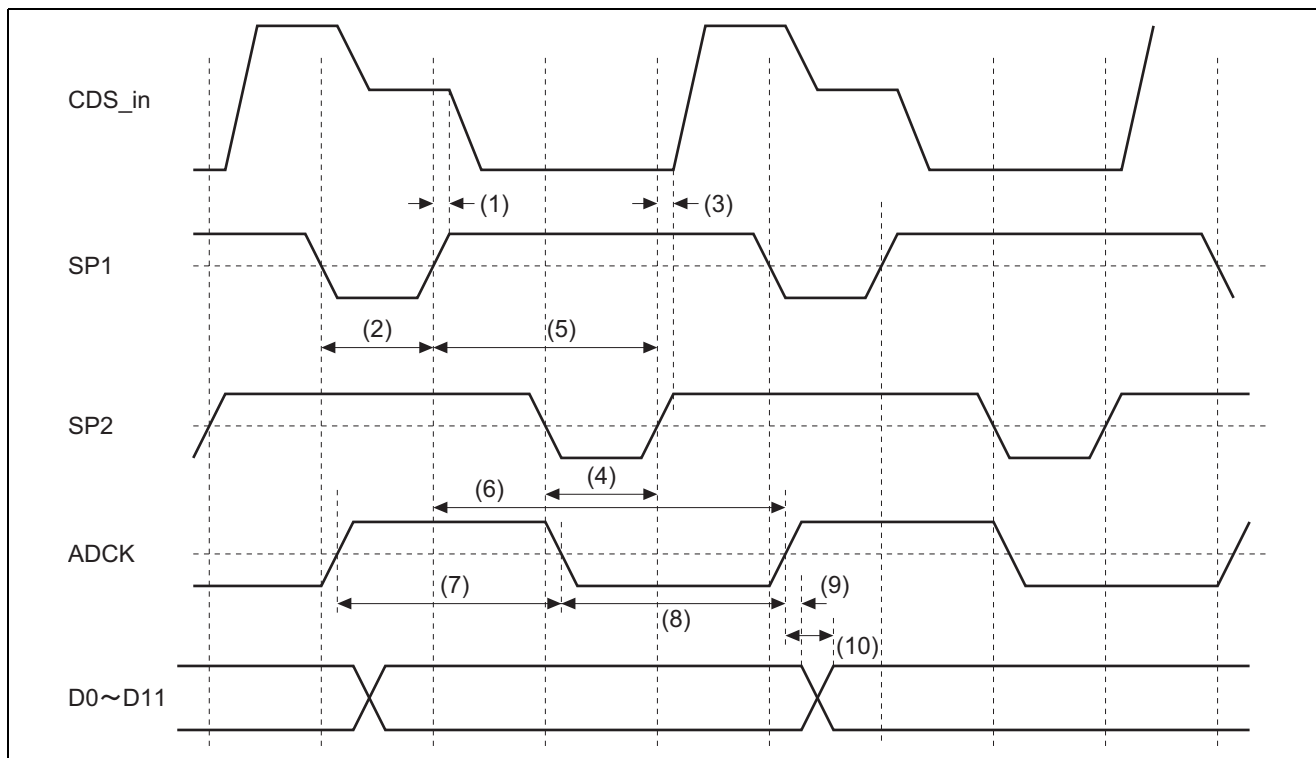 CDS_in
(1)
(3)
SP1
(2)
(5)
SP2
(4)
(6)
ADCK
(7)
(9)
(8)
(10)
D0～D11